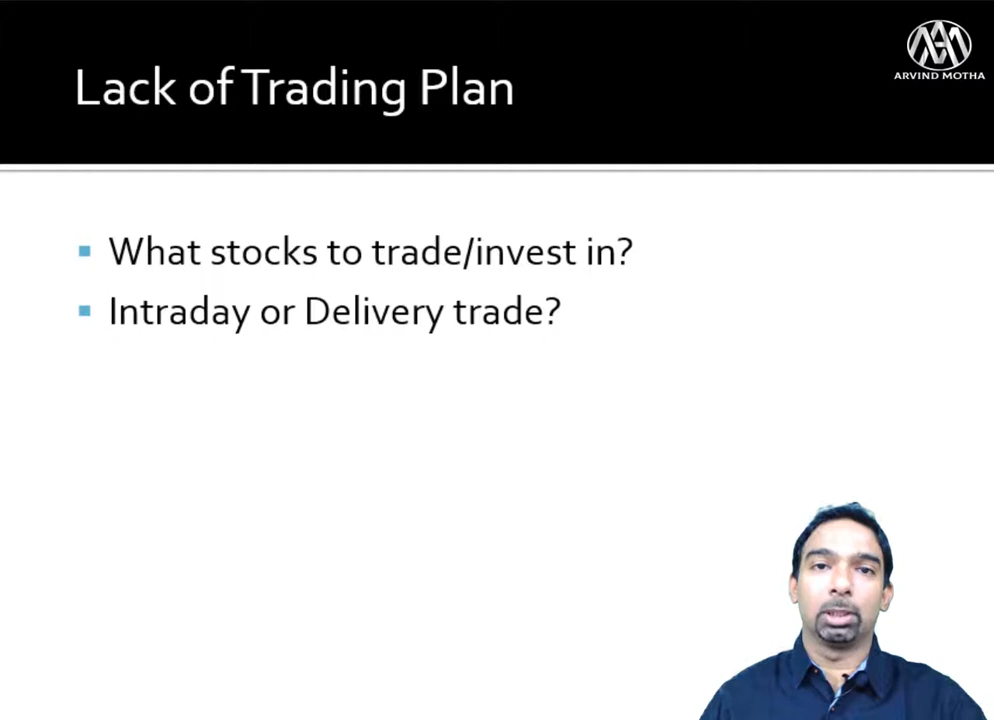 Lack of Trading Plan
ARVIND MOTHA
What stocks to trade/invest in?
Intraday or Delivery trade?